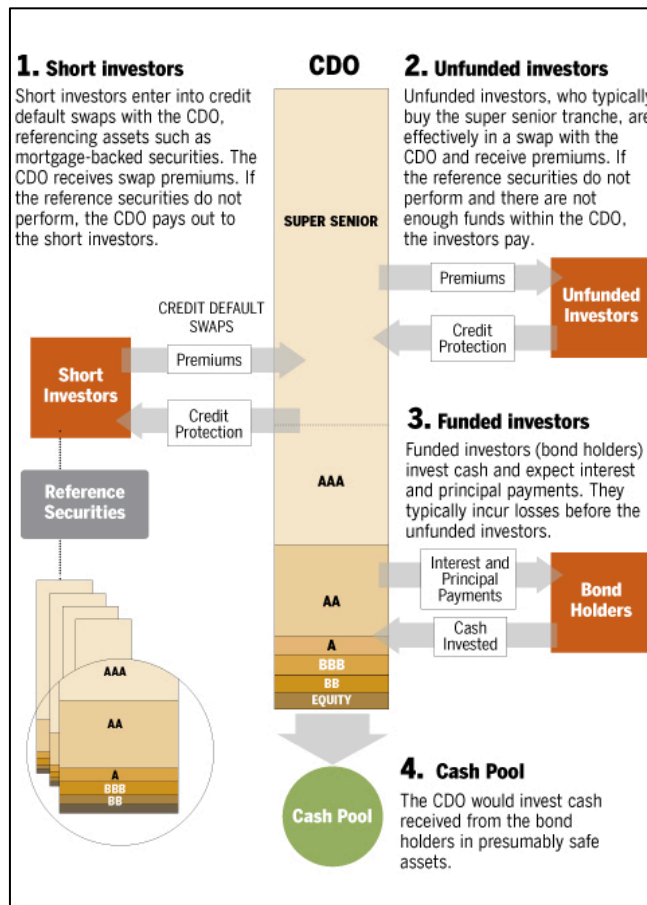 1. Short investors
Short investors enter into credit
default swaps with the CDO,
referencing assets such as
mortgage-backed securities. The
CDO receives swap premiums. If
the reference securities do not
perform, the CDO pays out to
the short investors.
CDO
2. Unfunded investors
Unfunded investors, who typically
buy the super senior tranche, are
effectively in a swap with the
CDO and receive premiums. If
the reference securities do not
perform and there are not
enough funds within the CDO,
the investors pay.
SUPER SENIOR
Premiums
Credit
Protection
Unfunded
Investors
CREDIT DEFAULT
SWAPS
Premiums
Credit
Protection
Short
Investors
Reference
Securities
3. Funded investors
Funded investors (bond holders)
invest cash and expect interest
and principal payments. They
typically incur losses before the
unfunded investors.
Interest and
Principal
Payments
Cash
Invested
Bond
Holders
AAA
AA
A
BBB
BB
EQUITY
AAA
AA
A
BBB
BB
Cash Pool
4. Cash Pool
The CDO would invest cash
received from the bond
holders in presumably safe
assets.